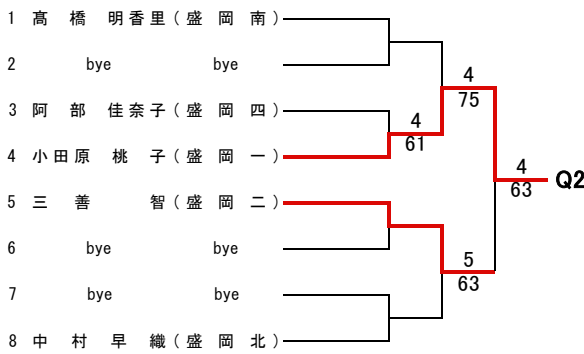 1 髙橋 明香里 ( 盛岡南 )
2 bye bye
4
75
3 阿部 佳奈子 ( 盛岡四 )
4
61
4 小田原 桃子 ( 盛岡一 )
4
63
Q2
5 三善 智 ( 盛岡二 )
6 bye bye
5
63
7 bye bye
8 中村 早織 ( 盛岡北 )